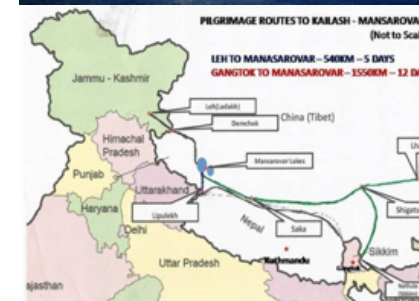 PILGRIMAGE ROUTES TO KAILASH - MANSAROVA
(Not to Scal
LEH TO MANASAROVAR – 540KM – 5 DAYS
GANGTOK TO MANASAROVAR – 1550KM – 12 DA
Jammu - Kashmir
Leh(Ladakh)
Demchok
China (Tibet)
Himachal
Pradesh
Mansarovar Lakes
Punjab
Uttarakhand
Haryana
Lipulekh
Saka
Shigats
Delhi
Nepal
Sikkim
Kathmandu
Uttar Pradesh
ajasthan